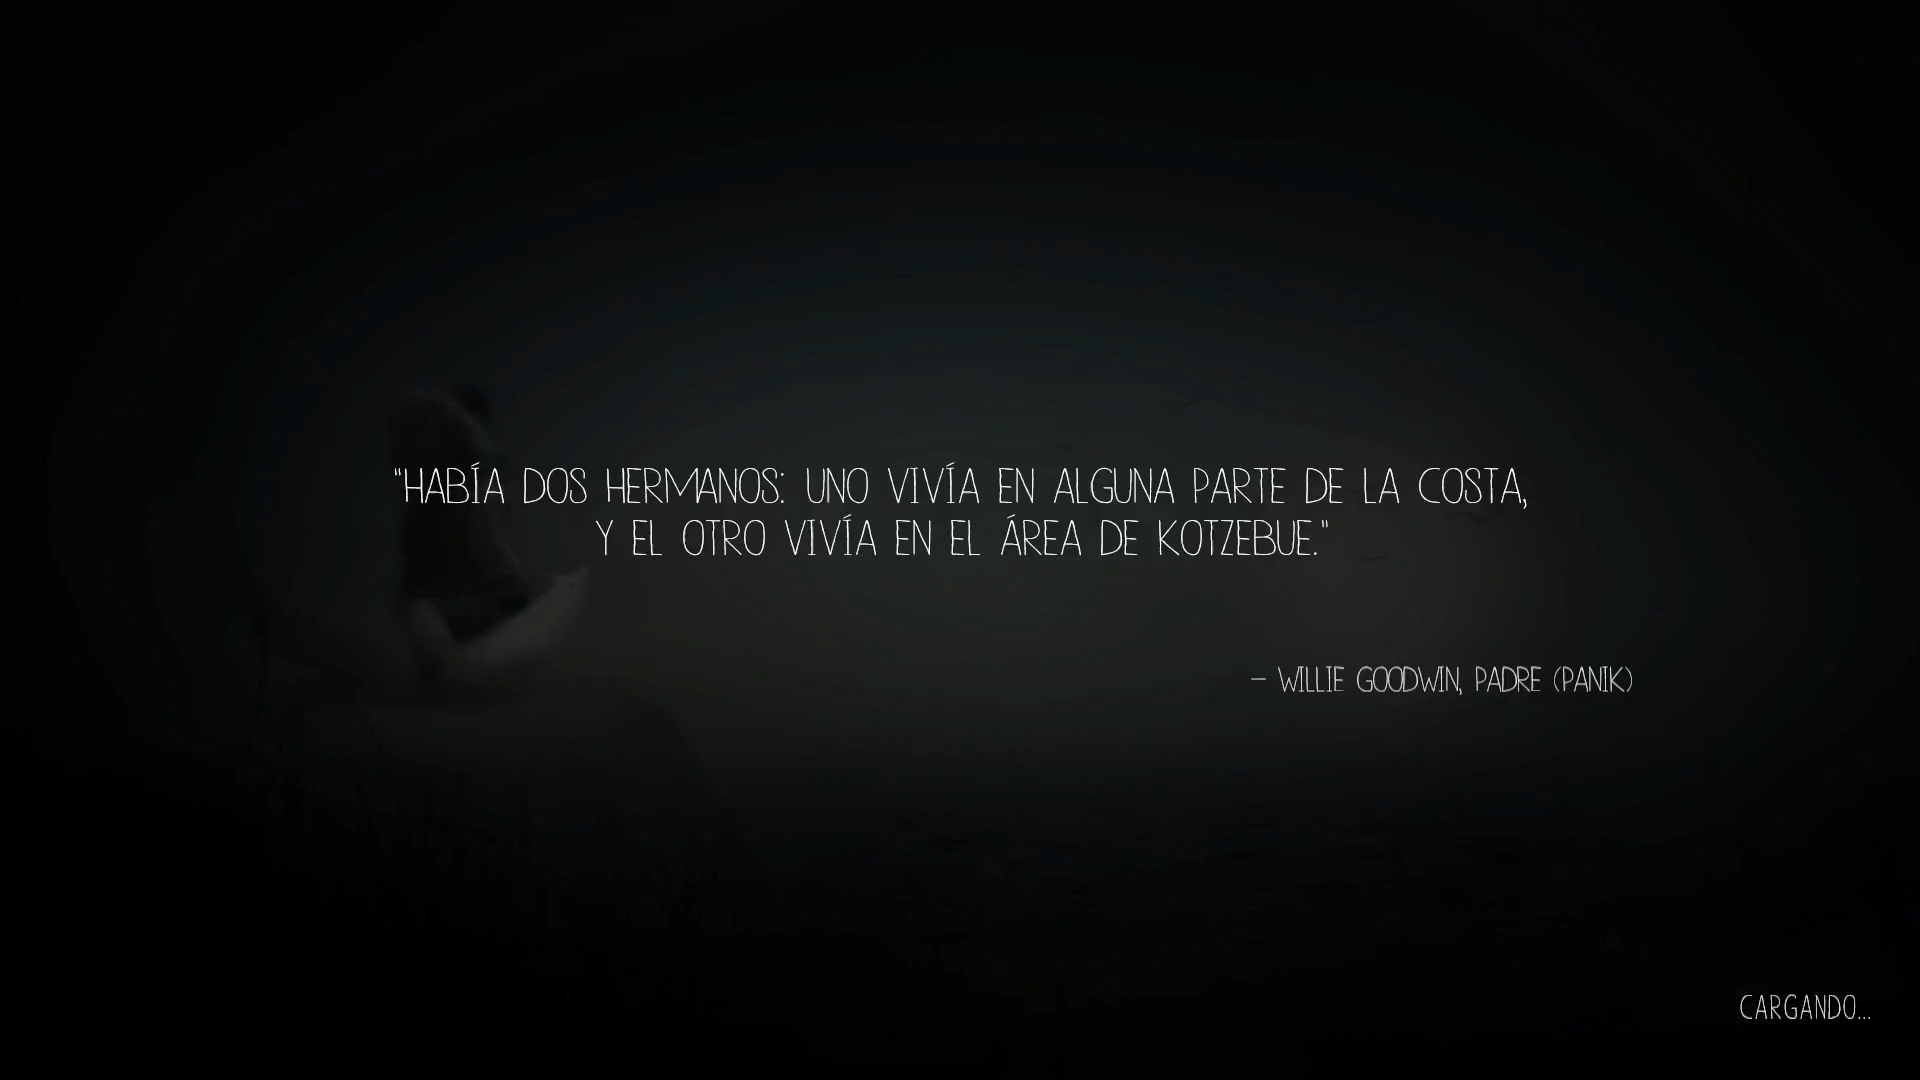 "HABÍA DOS HERMANOS: UNO VIVÍA EN ALGUNA PARTE DE LA COSTA,
Y EL OTRO VIVÍA EN EL ÁREA DE KOTZEBUE."
- WILLIE GOODWIN, PADRE (PANIK)
CARGANDO...